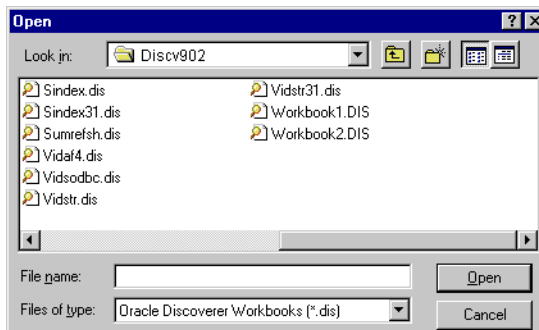 Open
Look in: Discv902
Sindex.dis
Sindex31.dis
Sumrefsh.dis
Vidaf4.dis
Vidsodbc.dis
Vidstr.dis
Vidstr31.dis
Workbook1.DIS
Workbook2.DIS
File name:
Open
Files of type: Oracle Discoverer Workbooks (*.dis)
Cancel